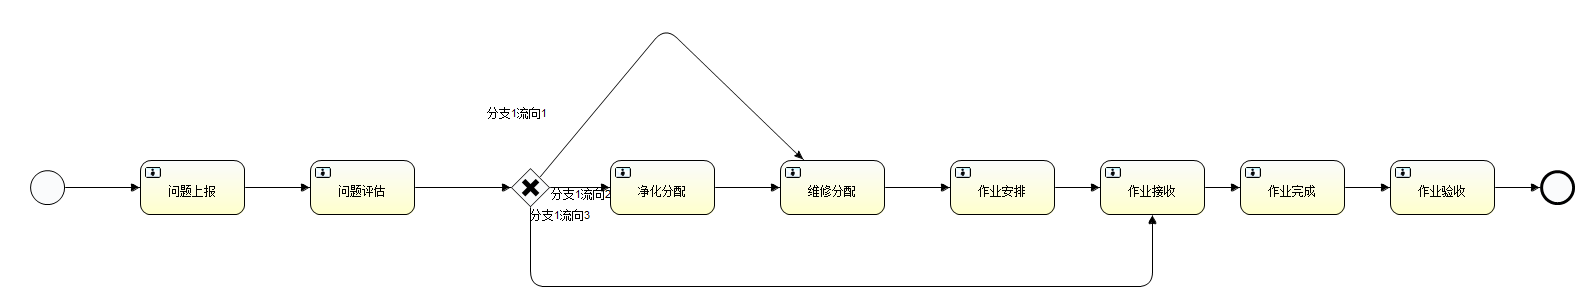 分支1流向1
问题上报
问题评估
分支1流向2
分支1流向3
净化分配
维修分配
作业安排
作业接收
作业完成
作业验收